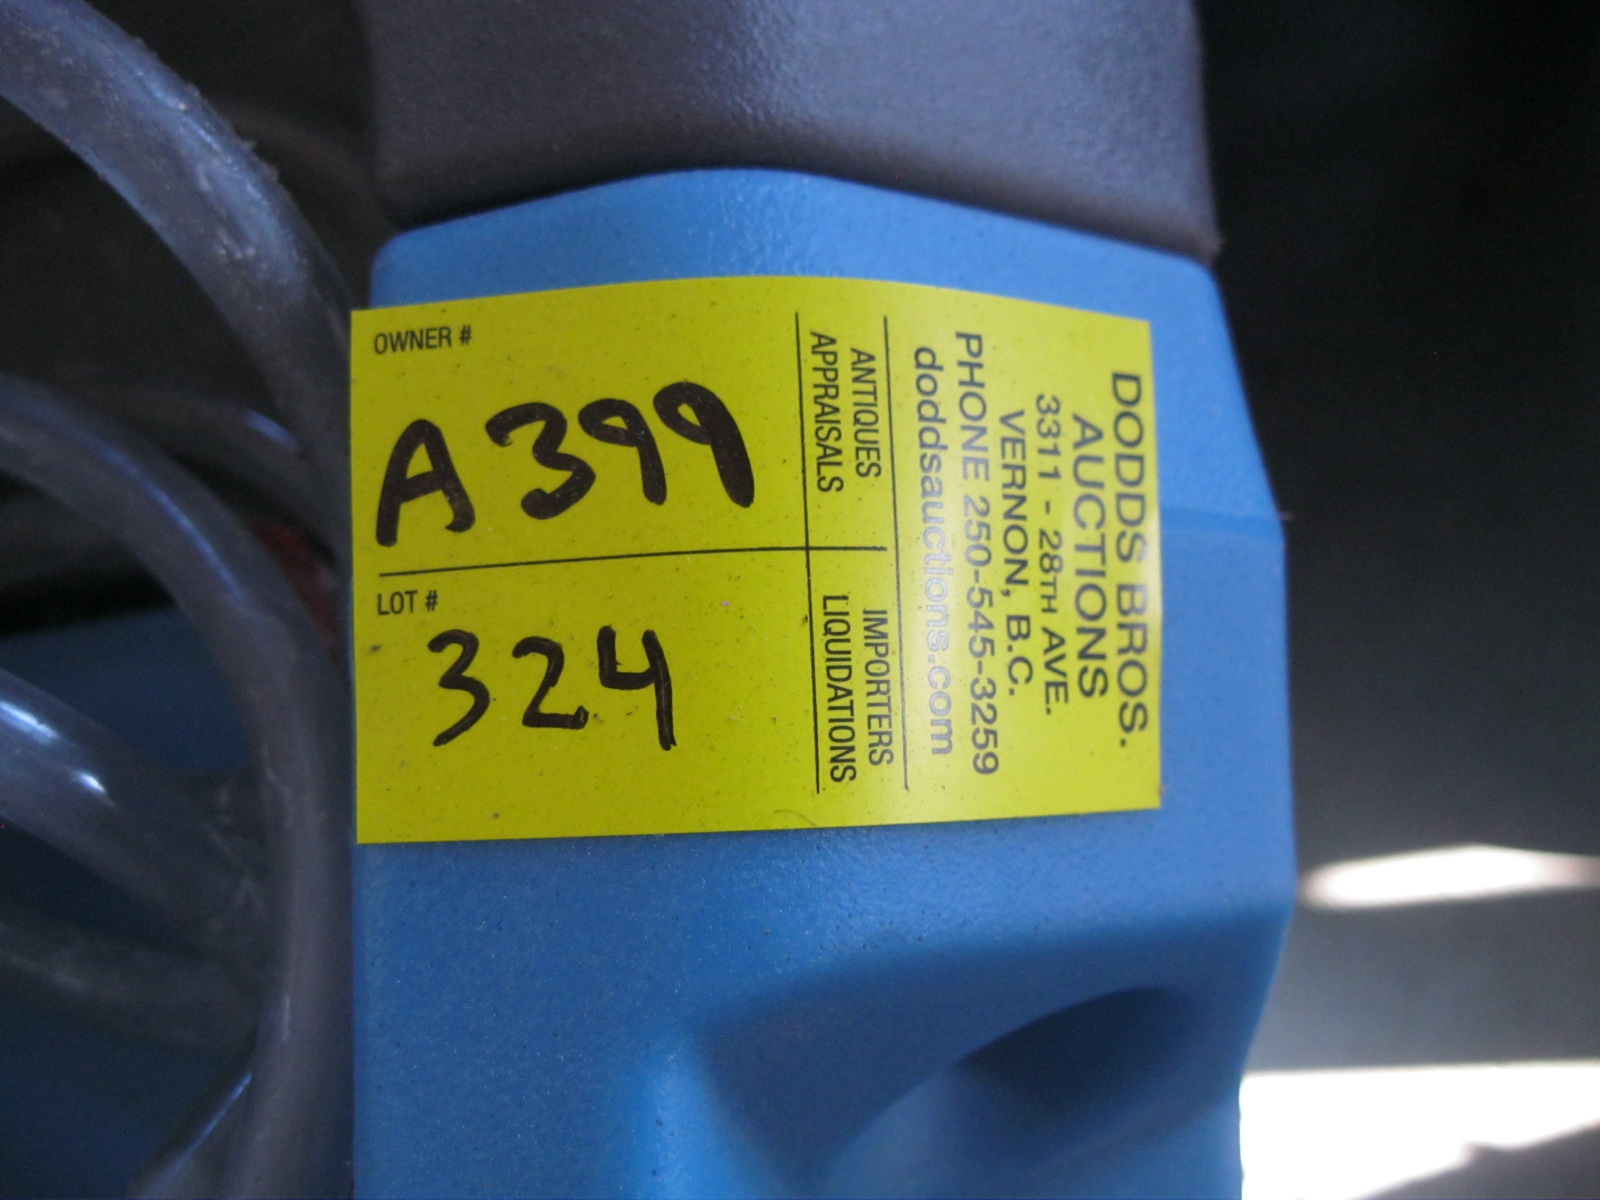 DODDS BROS.
AUCTIONS
3311 - 28TH AVE.
VERNON, B.C.
PHONE 250-545-3259
doddsauctions.com
ANTIQUES
APPRAISALS
IMPORTERS
LIQUIDATIONS
OWNER #
A399
LOT #
324